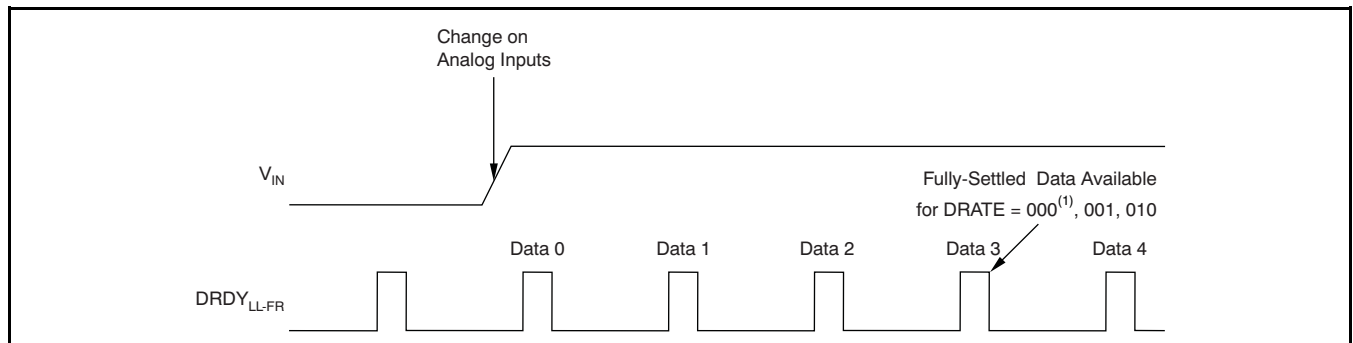 Change on
Analog Inputs
V_IN
Fully-Settled Data Available
for DRATE = 000^(1), 001, 010
Data 0 Data 1 Data 2 Data 3 Data 4
DRDY_LL-FR